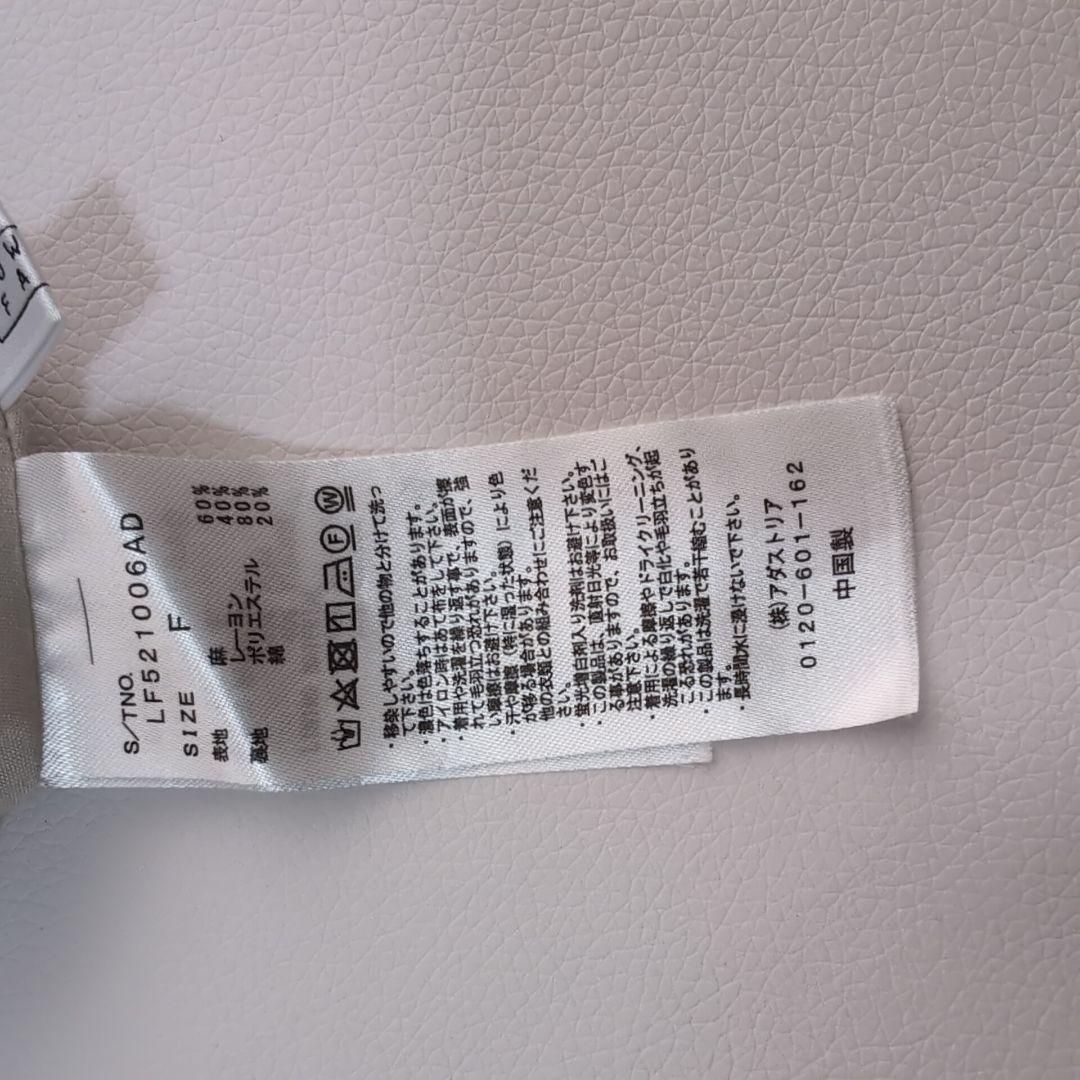 S/TNO.
LF521006AD
SIZE F
表地 麻 60%
レーヨン 40%
裏地 ポリエステル 80%
綿 20%
F W
・移染しやすいので他の物と分けて洗っ
て下さい。
・濃色は色落ちすることがあります。
・アイロン時はあて布をして下さい。
・着用や洗濯を繰り返す事で、表面が擦
れて毛羽立つ恐れがありますので、強
い摩擦はお避け下さい。
・汗や摩擦（特に湿った状態）により色
が移る場合があります。
他の衣類との組み合わせにご注意くだ
さい。
・蛍光増白剤入り洗剤はお避け下さい。
・この製品は、直射日光等により変色す
る事がありますので、お取扱いにはご
注意下さい。
・着用による摩擦やドライクリーニング、
洗濯の繰り返しで白化や毛羽立ちが起
こる恐れがあります。
・この製品は洗濯で若干縮むことがあり
ます。
・長時間水に浸けないで下さい。
（株）アダストリア
0120-601-162
中国製